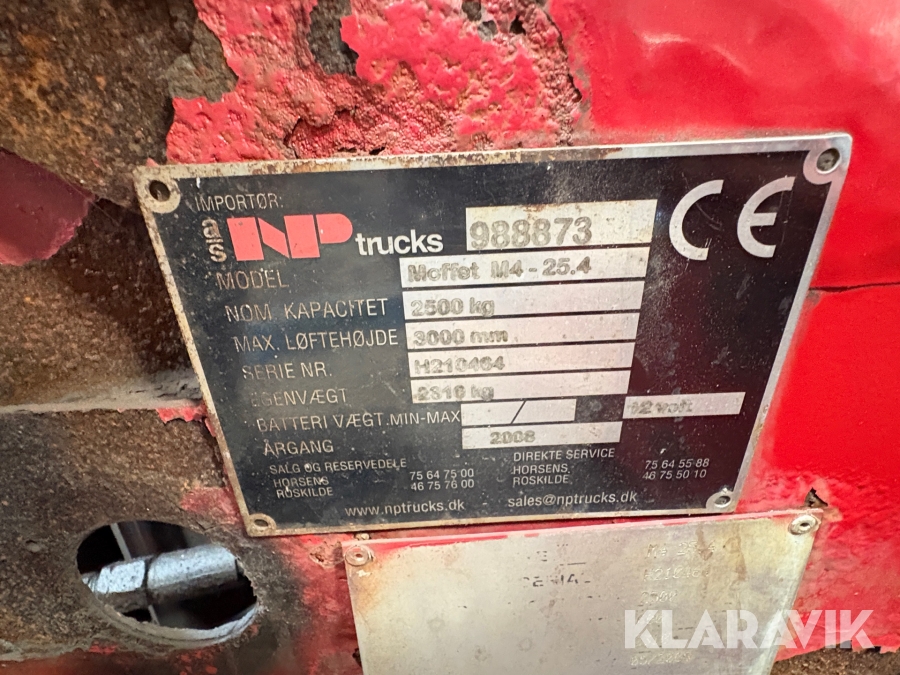 IMPORTØR:
a/s NP trucks 988873 CE
MODEL Moffet M4-25.4
NOM. KAPACITET 2500 kg
MAX. LØFTEHØJDE 3000 mm
SERIE NR. H210464
EGENVÆGT kg
BATTERI VÆGT.MIN-MAX / 12 volt
ÅRGANG 2008
SALG OG RESERVEDELE
HORSENS 75 64 75 00
ROSKILDE 46 75 76 00
DIREKTE SERVICE
HORSENS 75 64 55 88
ROSKILDE 46 75 50 10
www.nptrucks.dk sales@nptrucks.dk
KLARAVIK